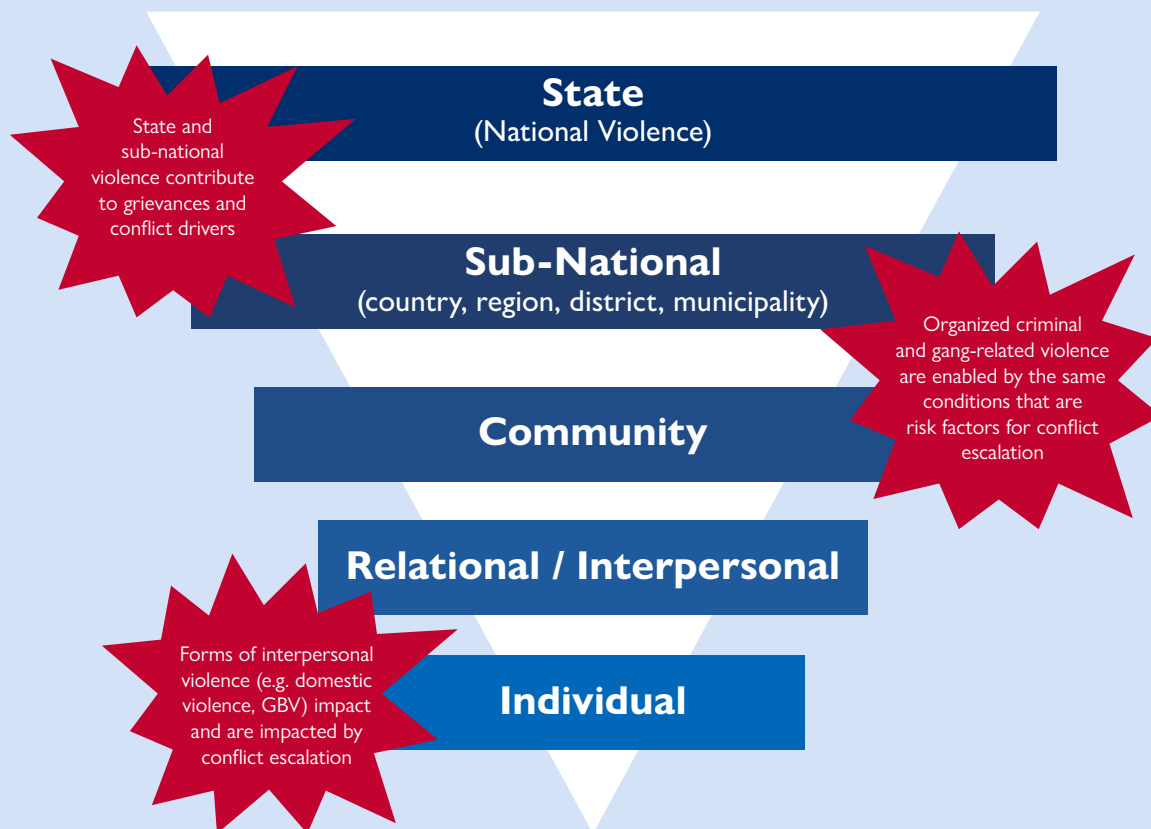 State
(National Violence)
State and
sub-national
violence contribute
to grievances and
conflict drivers
Sub-National
(country, region, district, municipality)
Organized criminal
and gang-related violence
are enabled by the same
conditions that are
risk factors for conflict
escalation
Community
Relational / Interpersonal
Forms of interpersonal
violence (e.g. domestic
violence, GBV) impact
and are impacted by
conflict escalation
Individual